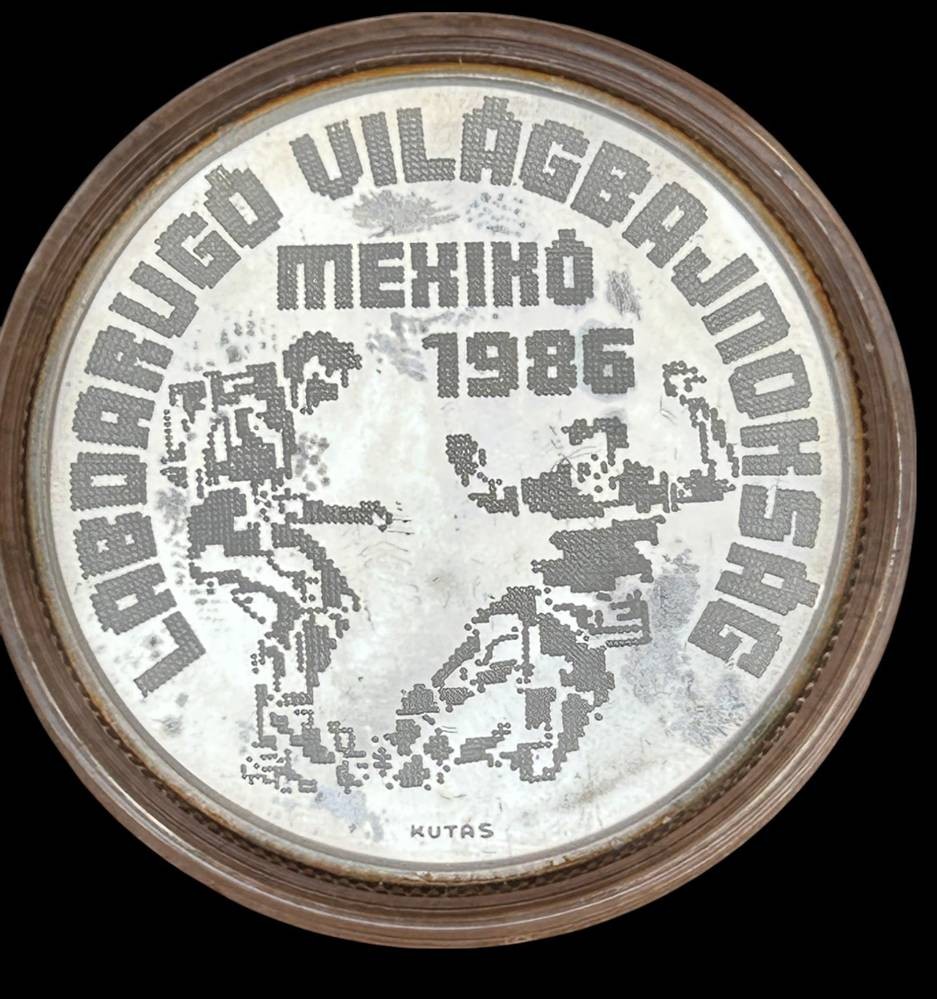 LABDARUGÓ VILÁGBAJNOKSÁG
MEXIKÓ
1986
KUTAS